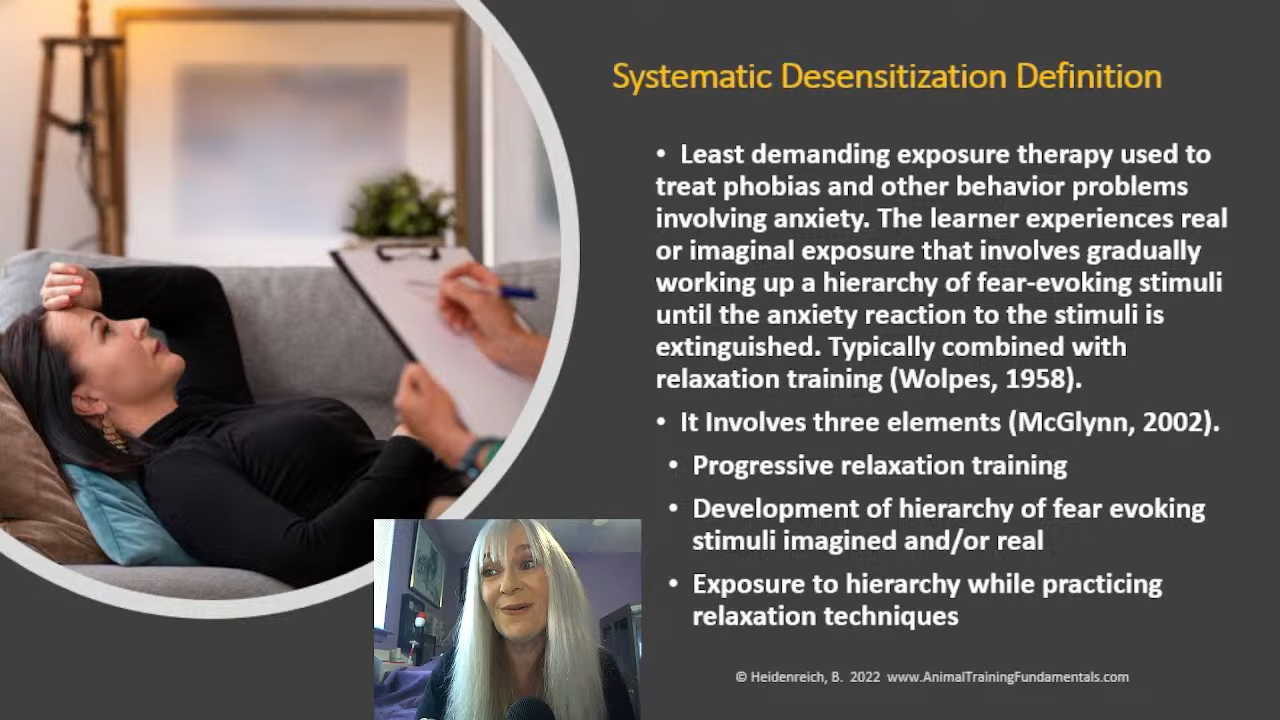 Systematic Desensitization Definition
• Least demanding exposure therapy used to
treat phobias and other behavior problems
involving anxiety. The learner experiences real
or imaginal exposure that involves gradually
working up a hierarchy of fear-evoking stimuli
until the anxiety reaction to the stimuli is
extinguished. Typically combined with
relaxation training (Wolpes, 1958).
• It Involves three elements (McGlynn, 2002).
• Progressive relaxation training
• Development of hierarchy of fear evoking
stimuli imagined and/or real
• Exposure to hierarchy while practicing
relaxation techniques
© Heidenreich, B. 2022 www.AnimalTrainingFundamentals.com